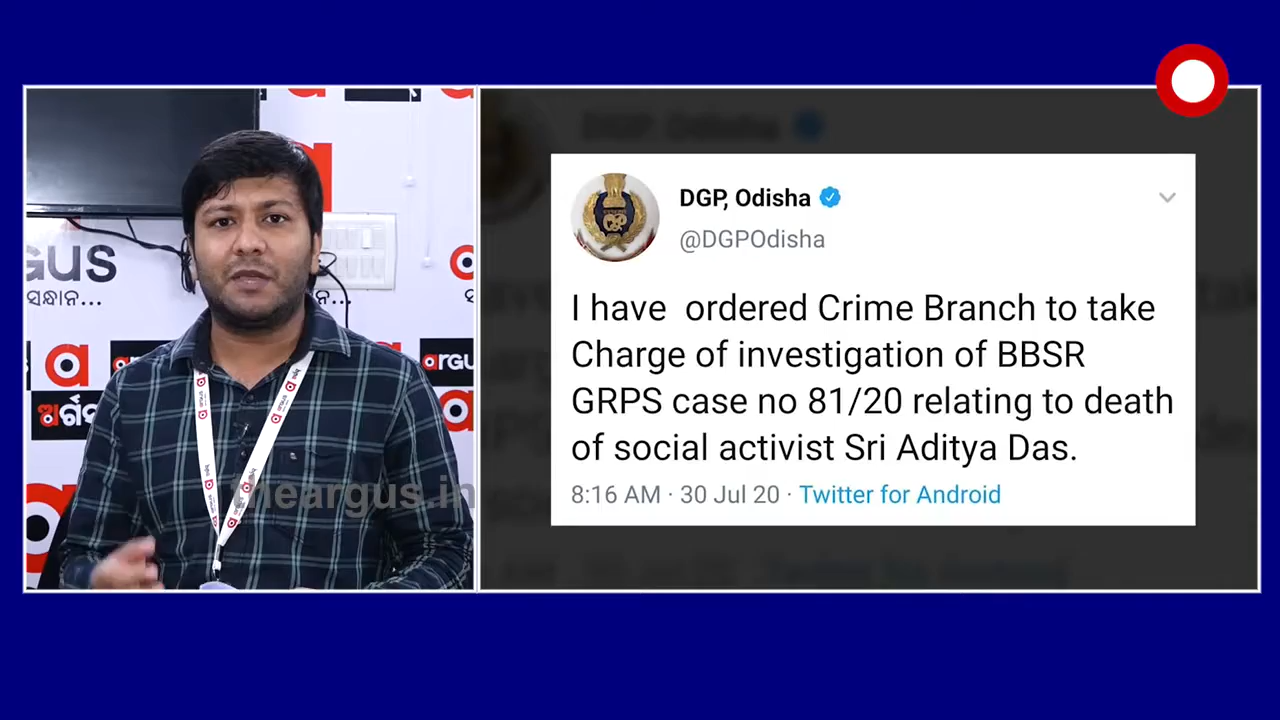 DGP, Odisha
@DGPOdisha
I have ordered Crime Branch to take
Charge of investigation of BBSR
GRPS case no 81/20 relating to death
of social activist Sri Aditya Das.
8:16 AM · 30 Jul 20 · Twitter for Android
GUS
ସନ୍ଧାନ...
ARGUS
theargus.in